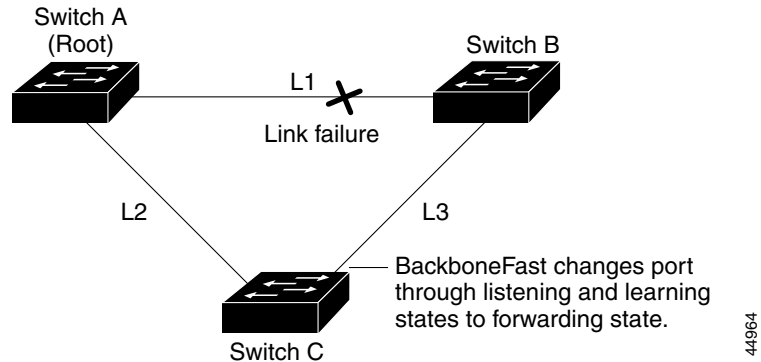 Switch A
(Root)
Switch B
L1
Link failure
L2
L3
BackboneFast changes port
through listening and learning
states to forwarding state.
Switch C
44964